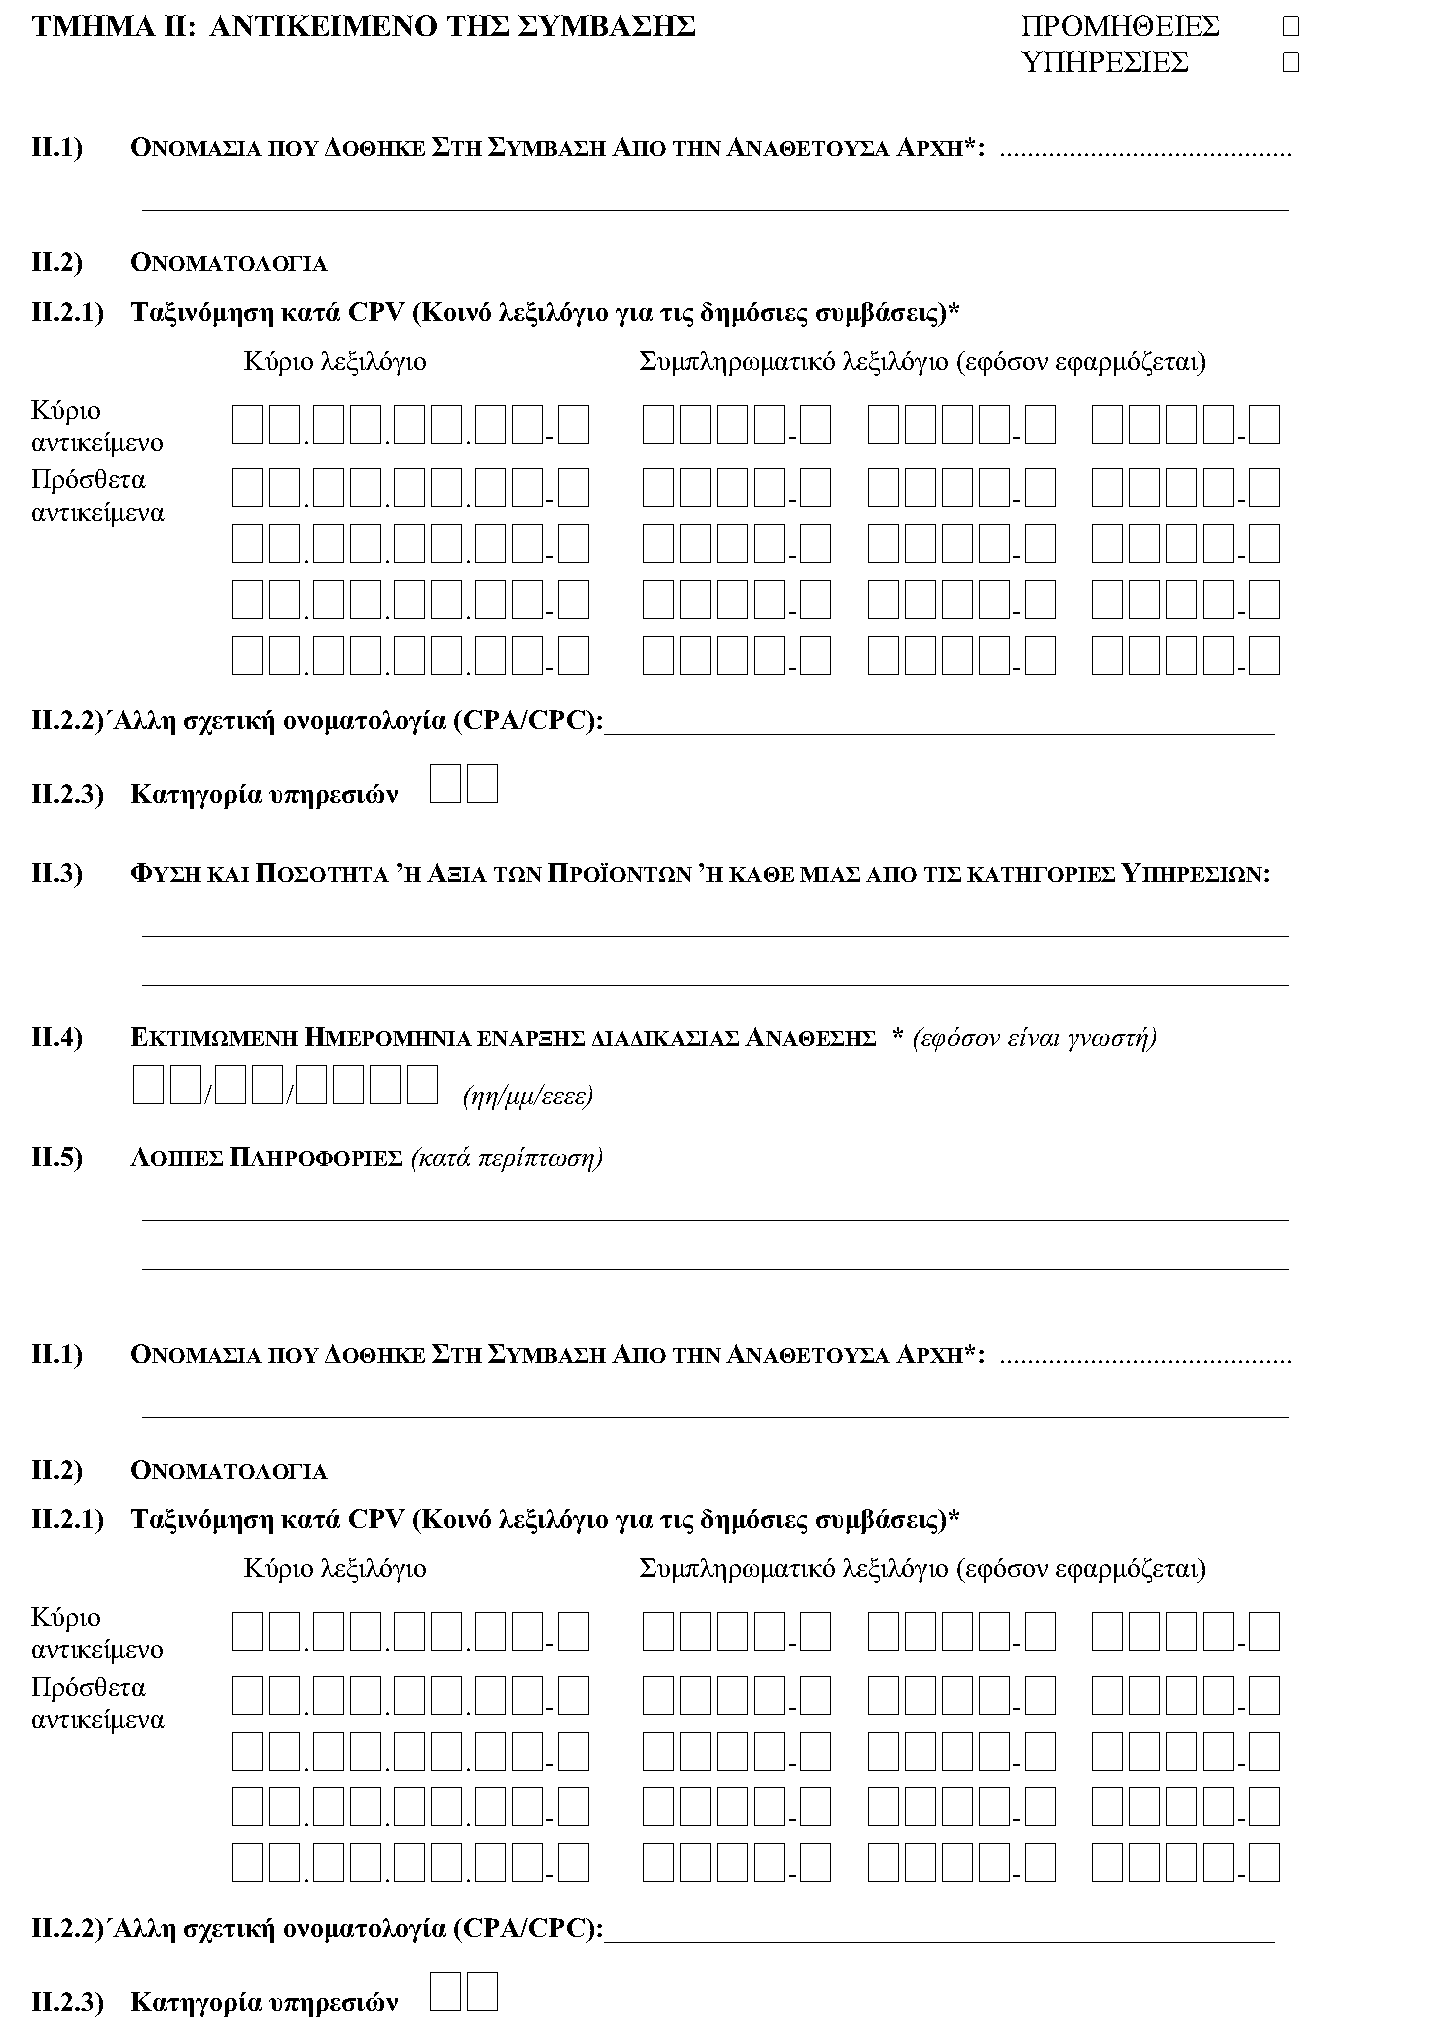 ΤΜΗΜΑ ΙΙ: ΑΝΤΙΚΕΙΜΕΝΟ ΤΗΣ ΣΥΜΒΑΣΗΣ ΠΡΟΜΗΘΕΙΕΣ □
ΥΠΗΡΕΣΙΕΣ □
ΙΙ.1) ΟΝΟΜΑΣΙΑ ΠΟΥ ΔΟΘΗΚΕ ΣΤΗ ΣΥΜΒΑΣΗ ΑΠΟ ΤΗΝ ΑΝΑΘΕΤΟΥΣΑ ΑΡΧΗ*: ..........................................
ΙΙ.2) ΟΝΟΜΑΤΟΛΟΓΙΑ
ΙΙ.2.1) Ταξινόμηση κατά CPV (Κοινό λεξιλόγιο για τις δημόσιες συμβάσεις)*
Κύριο λεξιλόγιο Συμπληρωματικό λεξιλόγιο (εφόσον εφαρμόζεται)
Κύριο
αντικείμενο □□.□□.□□.□□-□ □□□□-□ □□□□-□ □□□□-□
Πρόσθετα □□.□□.□□.□□-□ □□□□-□ □□□□-□ □□□□-□
αντικείμενα
□□.□□.□□.□□-□ □□□□-□ □□□□-□ □□□□-□
□□.□□.□□.□□-□ □□□□-□ □□□□-□ □□□□-□
□□.□□.□□.□□-□ □□□□-□ □□□□-□ □□□□-□
ΙΙ.2.2)΄Αλλη σχετική ονοματολογία (CPA/CPC):
ΙΙ.2.3) Κατηγορία υπηρεσιών □□
ΙΙ.3) ΦΥΣΗ ΚΑΙ ΠΟΣΟΤΗΤΑ ’Η ΑΞΙΑ ΤΩΝ ΠΡΟΪΟΝΤΩΝ ’Η ΚΑΘΕ ΜΙΑΣ ΑΠΟ ΤΙΣ ΚΑΤΗΓΟΡΙΕΣ ΥΠΗΡΕΣΙΩΝ:
ΙΙ.4) ΕΚΤΙΜΩΜΕΝΗ ΗΜΕΡΟΜΗΝΙΑ ΕΝΑΡΞΗΣ ΔΙΑΔΙΚΑΣΙΑΣ ΑΝΑΘΕΣΗΣ * (εφόσον είναι γνωστή)
□□/□□/□□□□ (ηη/μμ/εεεε)
ΙΙ.5) ΛΟΙΠΕΣ ΠΛΗΡΟΦΟΡΙΕΣ (κατά περίπτωση)
ΙΙ.1) ΟΝΟΜΑΣΙΑ ΠΟΥ ΔΟΘΗΚΕ ΣΤΗ ΣΥΜΒΑΣΗ ΑΠΟ ΤΗΝ ΑΝΑΘΕΤΟΥΣΑ ΑΡΧΗ*: ..........................................
ΙΙ.2) ΟΝΟΜΑΤΟΛΟΓΙΑ
ΙΙ.2.1) Ταξινόμηση κατά CPV (Κοινό λεξιλόγιο για τις δημόσιες συμβάσεις)*
Κύριο λεξιλόγιο Συμπληρωματικό λεξιλόγιο (εφόσον εφαρμόζεται)
Κύριο
αντικείμενο □□.□□.□□.□□-□ □□□□-□ □□□□-□ □□□□-□
Πρόσθετα □□.□□.□□.□□-□ □□□□-□ □□□□-□ □□□□-□
αντικείμενα
□□.□□.□□.□□-□ □□□□-□ □□□□-□ □□□□-□
□□.□□.□□.□□-□ □□□□-□ □□□□-□ □□□□-□
□□.□□.□□.□□-□ □□□□-□ □□□□-□ □□□□-□
ΙΙ.2.2)΄Αλλη σχετική ονοματολογία (CPA/CPC):
ΙΙ.2.3) Κατηγορία υπηρεσιών □□